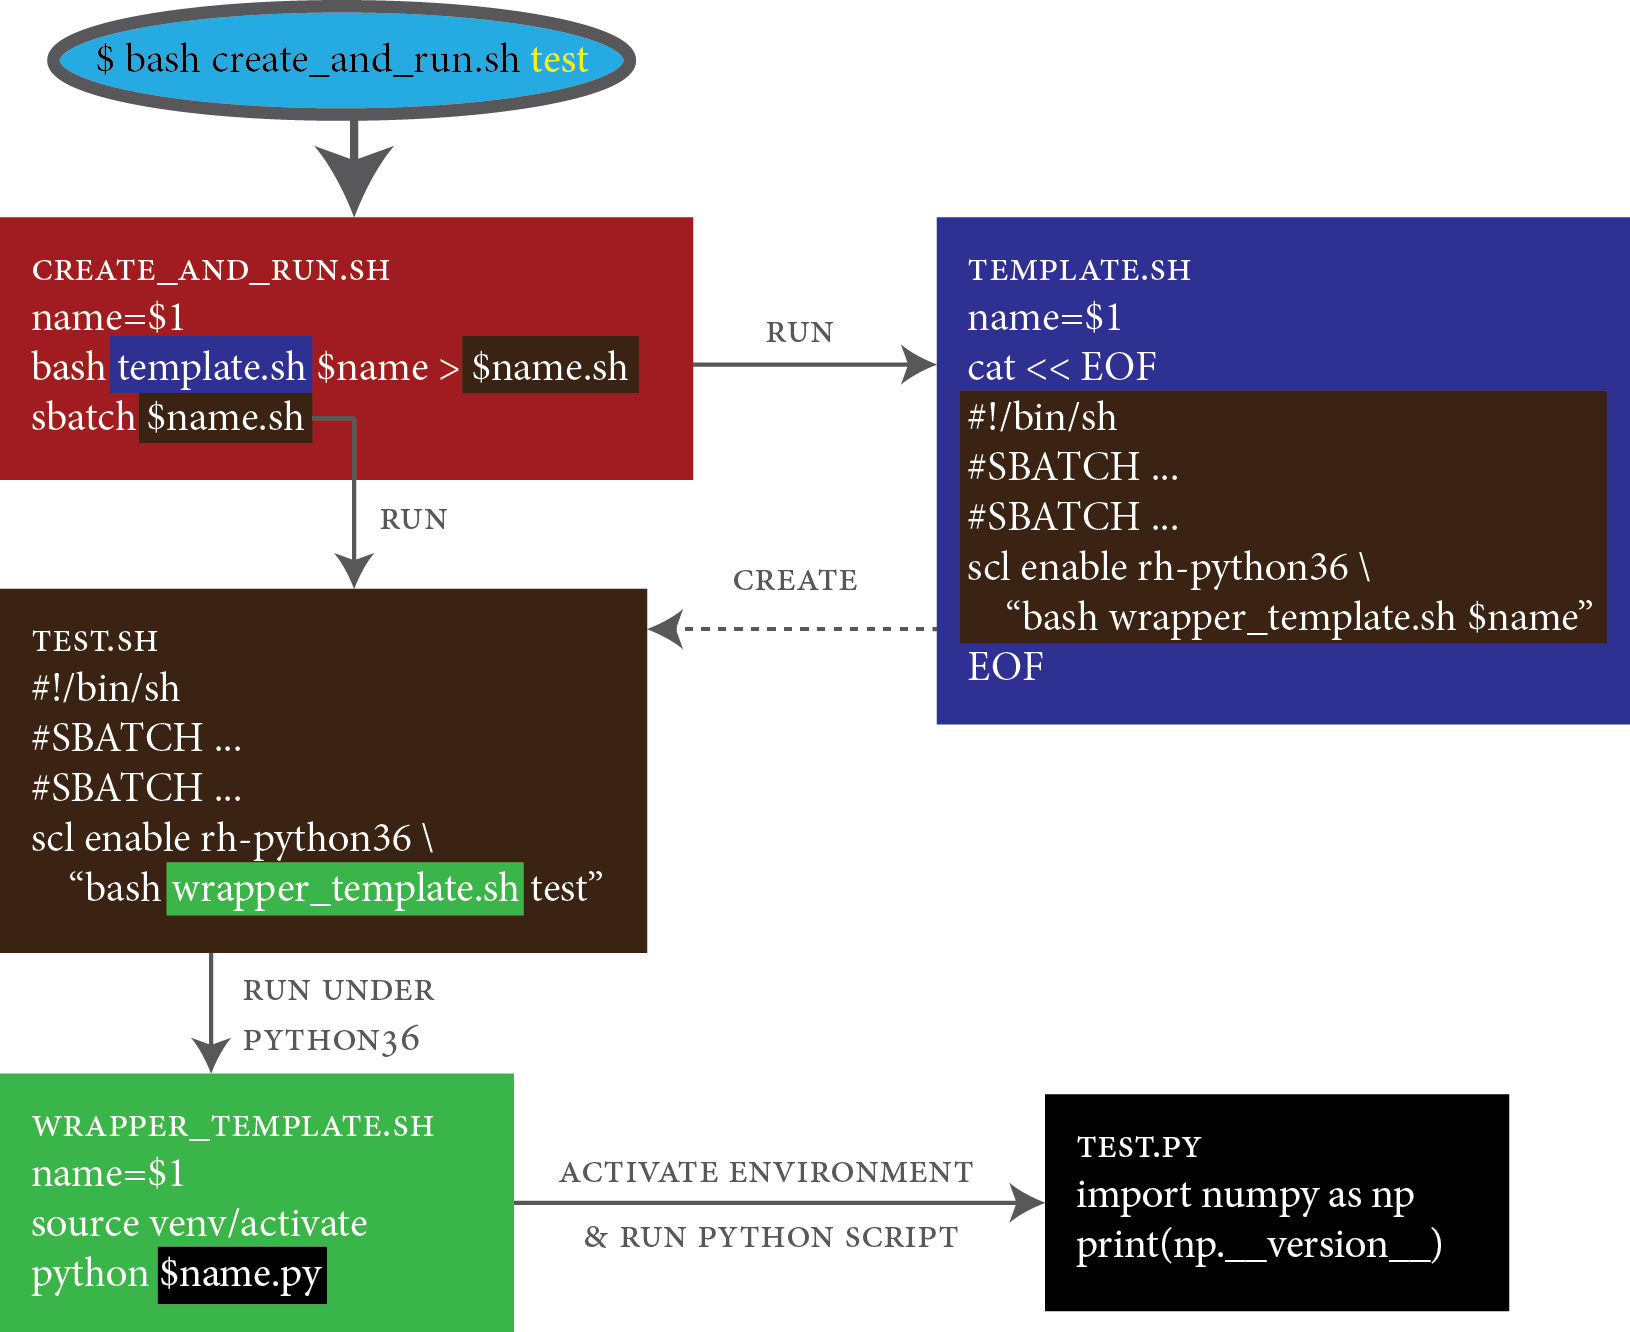 $ bash create_and_run.sh test
CREATE_AND_RUN.SH
name=$1
bash template.sh $name > $name.sh
sbatch $name.sh
RUN
TEMPLATE.SH
name=$1
cat << EOF
#!/bin/sh
#SBATCH ...
#SBATCH ...
scl enable rh-python36 \
“bash wrapper_template.sh $name”
EOF
RUN
CREATE
TEST.SH
#!/bin/sh
#SBATCH ...
#SBATCH ...
scl enable rh-python36 \
“bash wrapper_template.sh test”
RUN UNDER
PYTHON36
WRAPPER_TEMPLATE.SH
name=$1
source venv/activate
python $name.py
ACTIVATE ENVIRONMENT
& RUN PYTHON SCRIPT
TEST.PY
import numpy as np
print(np.__version__)